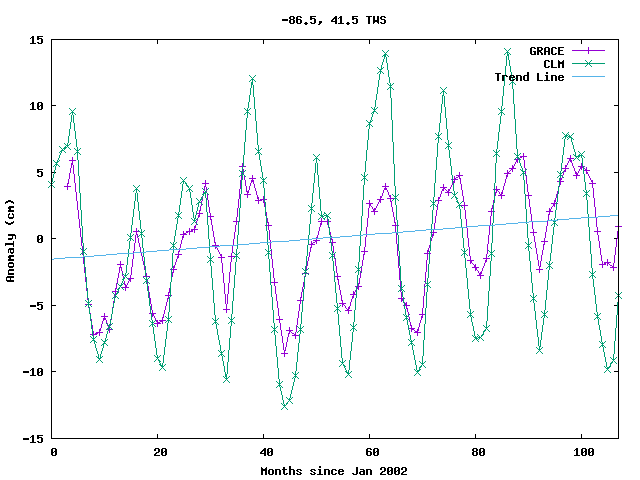 -86.5, 41.5 TWS
15
10
5
0
-5
-10
-15
Anomaly (cm)
GRACE
CLM
Trend Line
0 20 40 60 80 100
Months since Jan 2002